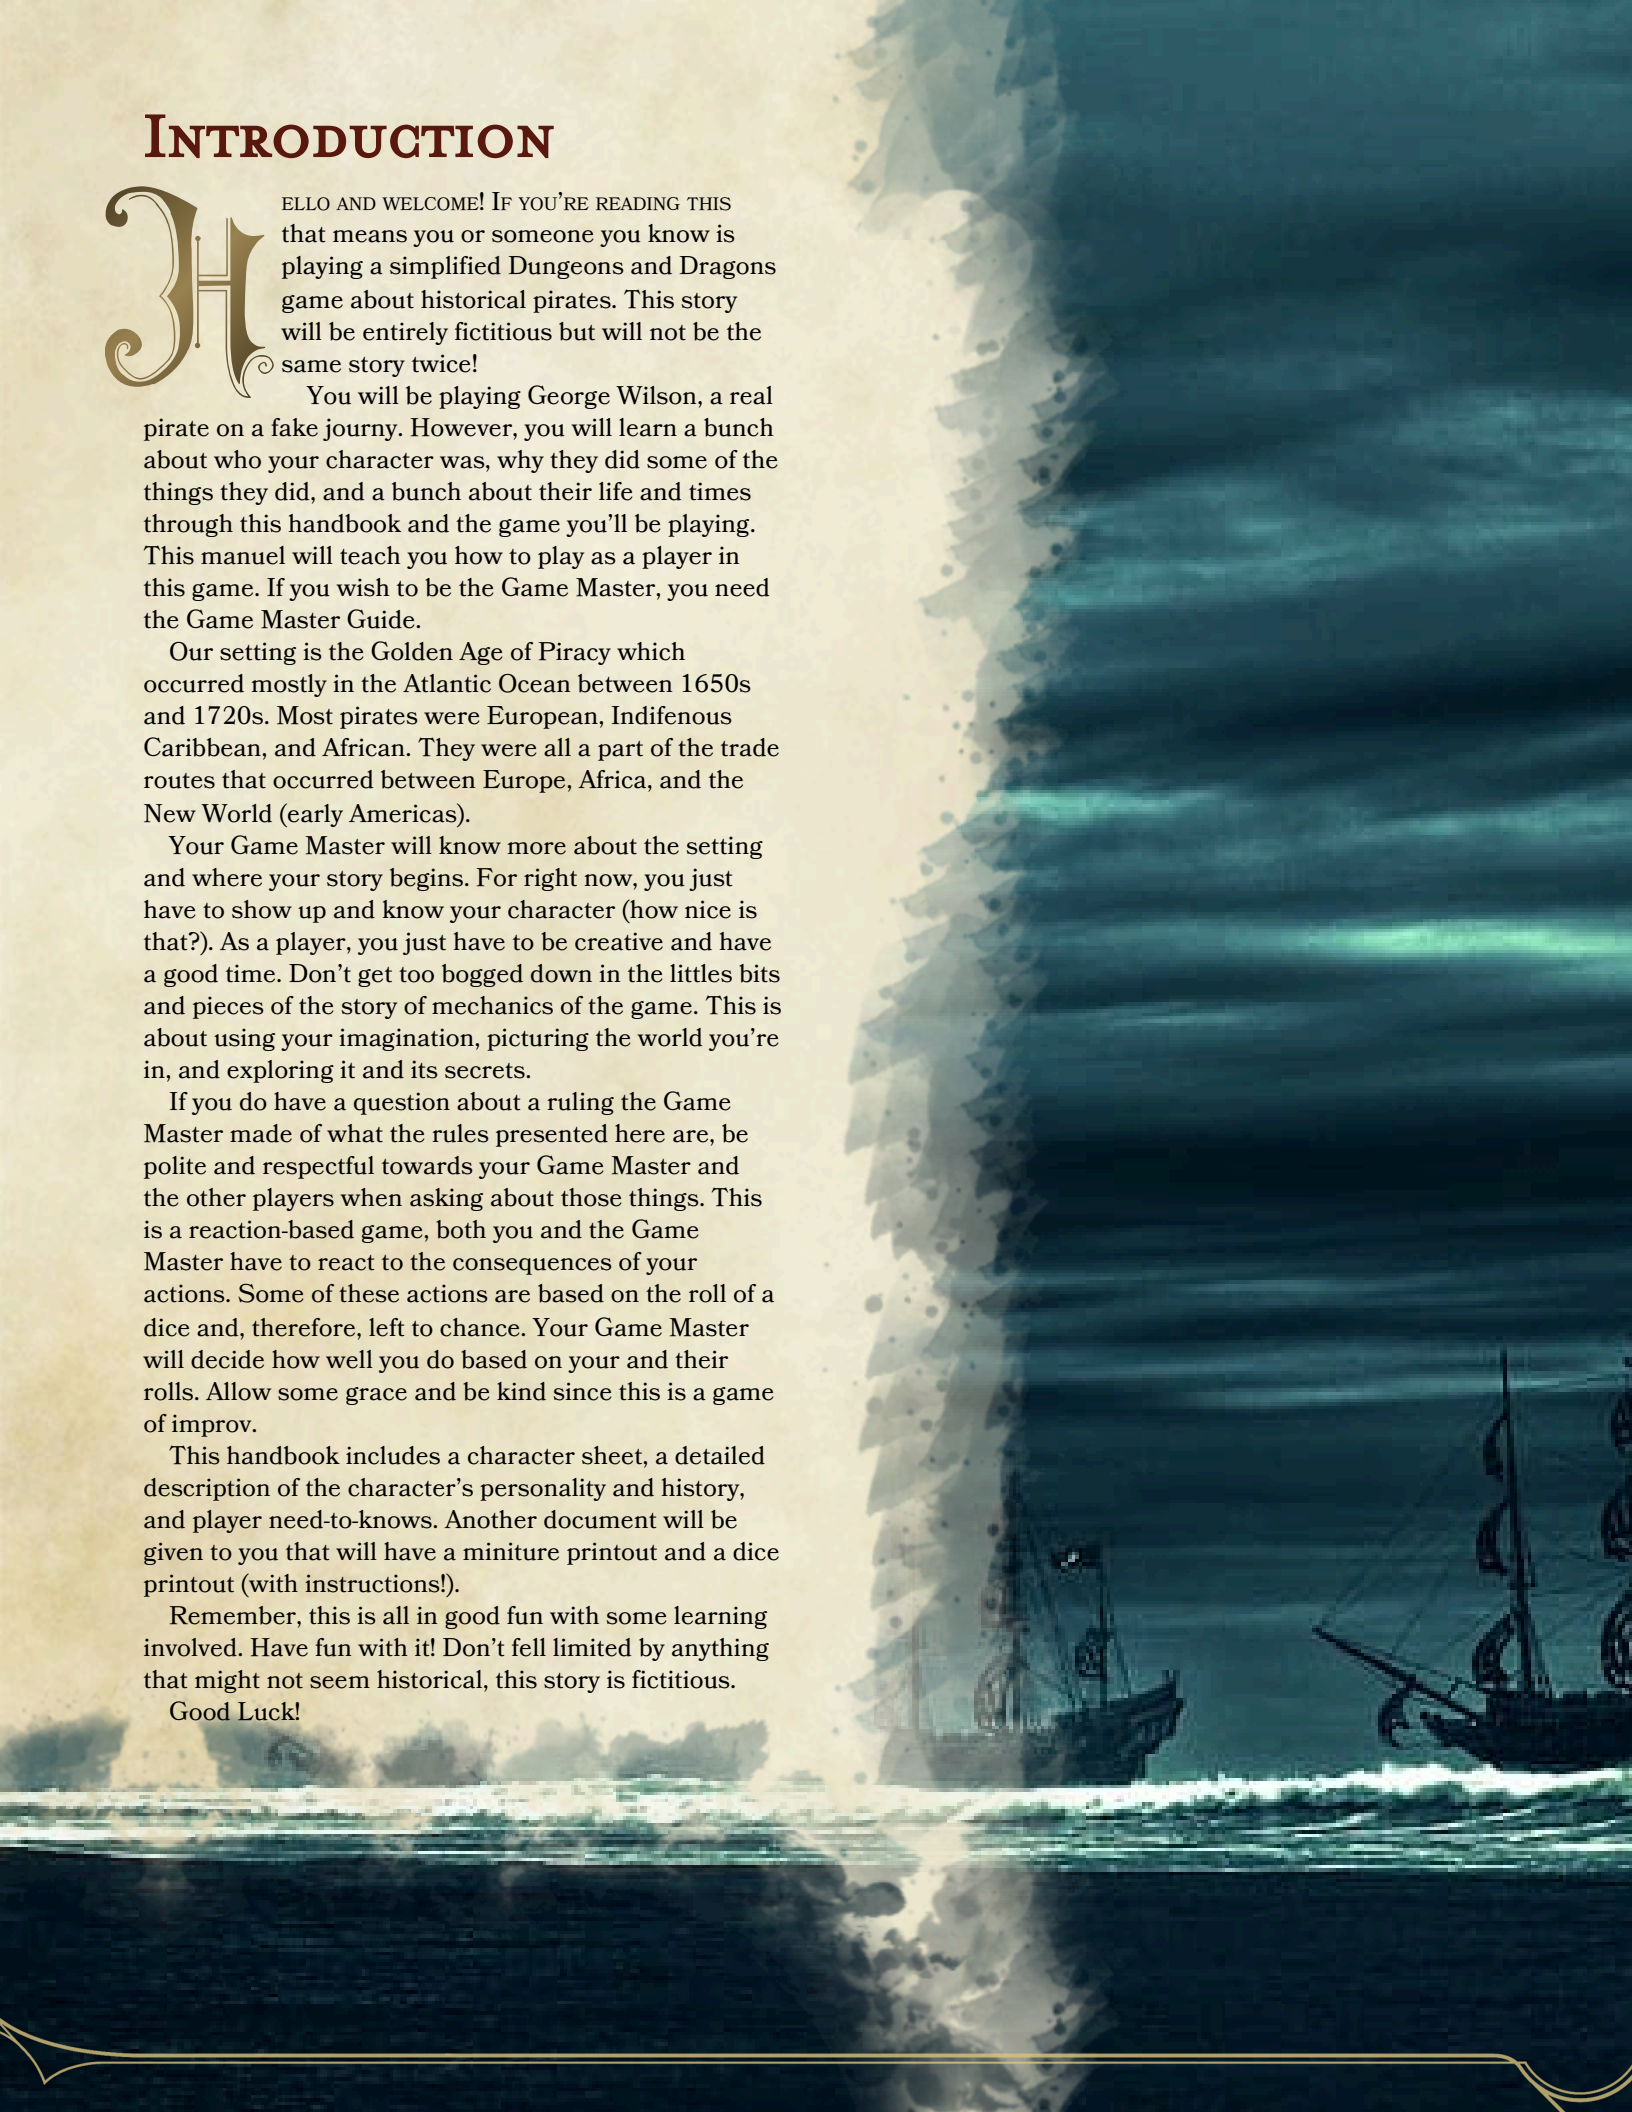 Introduction
Hello and welcome! If you're reading this
that means you or someone you know is
playing a simplified Dungeons and Dragons
game about historical pirates. This story
will be entirely fictitious but will not be the
same story twice!
You will be playing George Wilson, a real
pirate on a fake journy. However, you will learn a bunch
about who your character was, why they did some of the
things they did, and a bunch about their life and times
through this handbook and the game you'll be playing.
This manuel will teach you how to play as a player in
this game. If you wish to be the Game Master, you need
the Game Master Guide.
Our setting is the Golden Age of Piracy which
occurred mostly in the Atlantic Ocean between 1650s
and 1720s. Most pirates were European, Indifenous
Caribbean, and African. They were all a part of the trade
routes that occurred between Europe, Africa, and the
New World (early Americas).
Your Game Master will know more about the setting
and where your story begins. For right now, you just
have to show up and know your character (how nice is
that?). As a player, you just have to be creative and have
a good time. Don't get too bogged down in the littles bits
and pieces of the story of mechanics of the game. This is
about using your imagination, picturing the world you're
in, and exploring it and its secrets.
If you do have a question about a ruling the Game
Master made of what the rules presented here are, be
polite and respectful towards your Game Master and
the other players when asking about those things. This
is a reaction-based game, both you and the Game
Master have to react to the consequences of your
actions. Some of these actions are based on the roll of a
dice and, therefore, left to chance. Your Game Master
will decide how well you do based on your and their
rolls. Allow some grace and be kind since this is a game
of improv.
This handbook includes a character sheet, a detailed
description of the character's personality and history,
and player need-to-knows. Another document will be
given to you that will have a miniture printout and a dice
printout (with instructions!).
Remember, this is all in good fun with some learning
involved. Have fun with it! Don't fell limited by anything
that might not seem historical, this story is fictitious.
Good Luck!